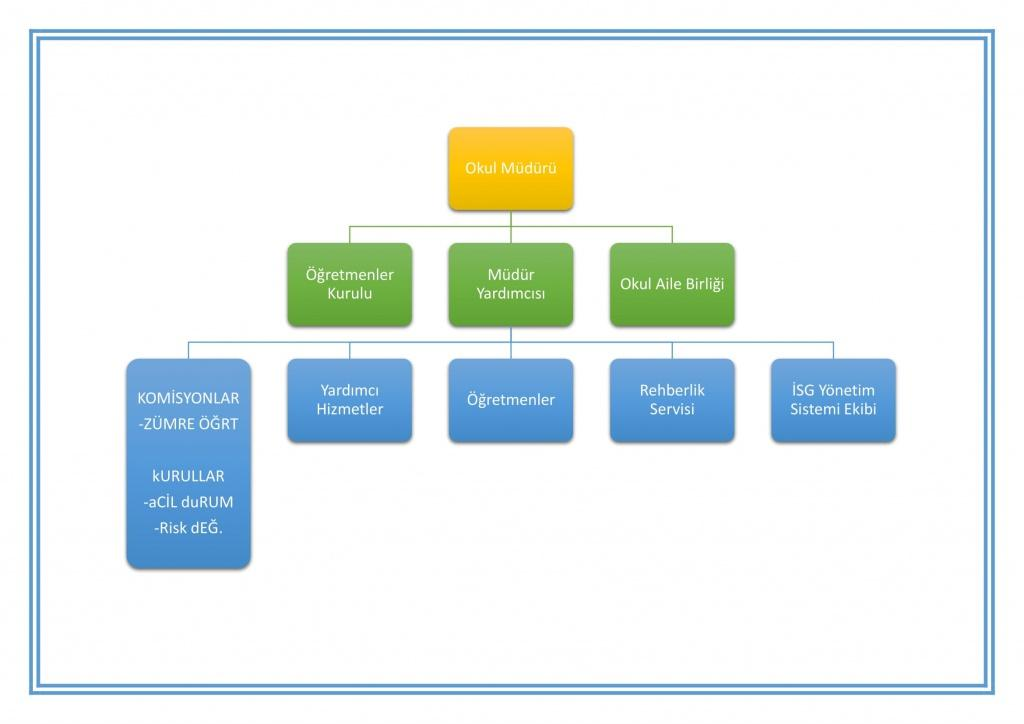 Okul Müdürü
Öğretmenler
Kurulu
Müdür
Yardımcısı
Okul Aile Birliği
KOMİSYONLAR
-ZÜMRE ÖĞRT
kURULLAR
-aCİL duRUM
-Risk dEĞ.
Yardımcı
Hizmetler
Öğretmenler
Rehberlik
Servisi
İSG Yönetim
Sistemi Ekibi